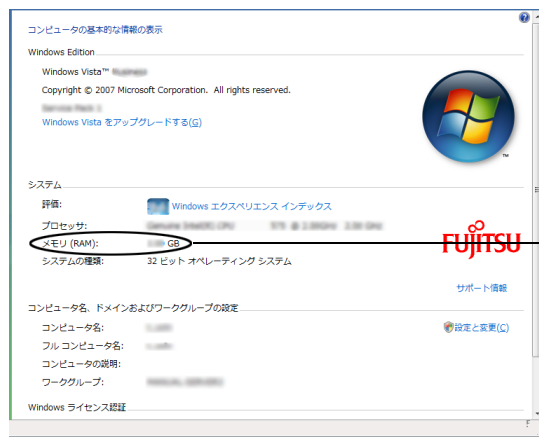 コンピュータの基本的な情報の表示
Windows Edition
Windows Vista™
Copyright © 2007 Microsoft Corporation. All rights reserved.
Windows Vista をアップグレードする(G)
TM
システム
評価:
Windows エクスペリエンス インデックス
プロセッサ:
メモリ (RAM): GB
FUJITSU
システムの種類: 32 ビット オペレーティング システム
サポート情報
コンピュータ名、ドメインおよびワークグループの設定
コンピュータ名:
設定と変更(C)
フル コンピュータ名:
コンピュータの説明:
ワークグループ:
Windows ライセンス認証